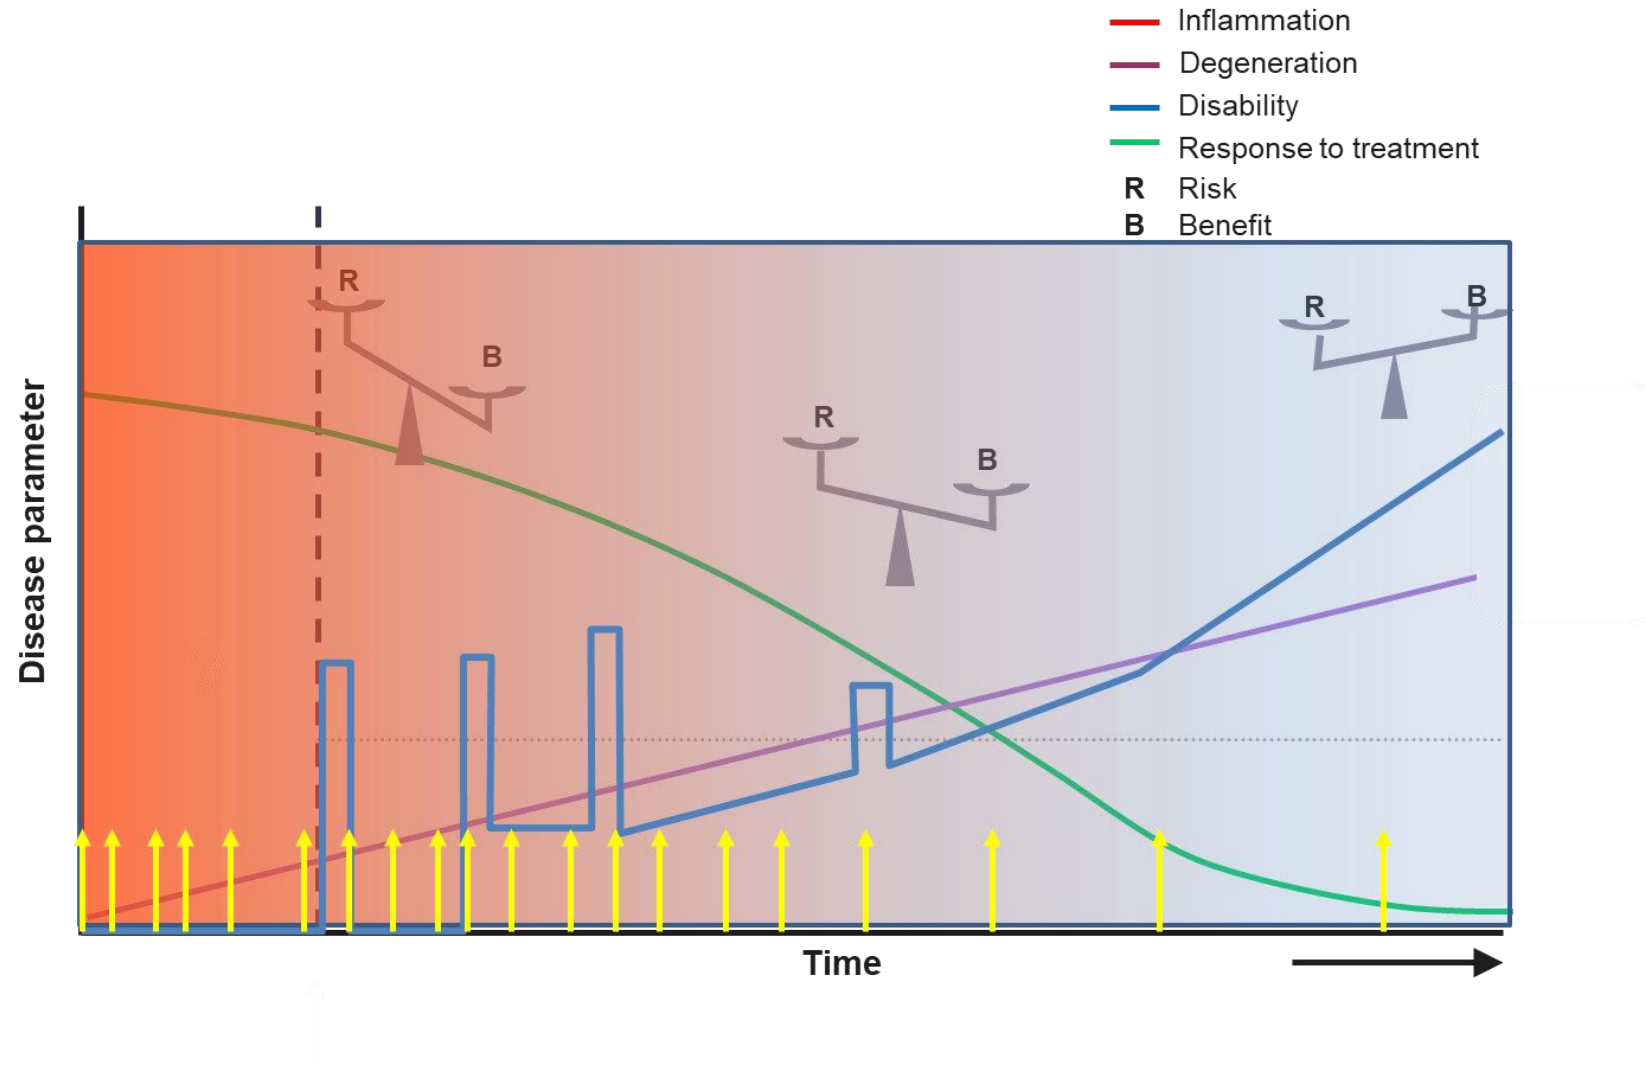 Inflammation
Degeneration
Disability
Response to treatment
R Risk
B Benefit
R
B
R
B
R
B
Disease parameter
Time